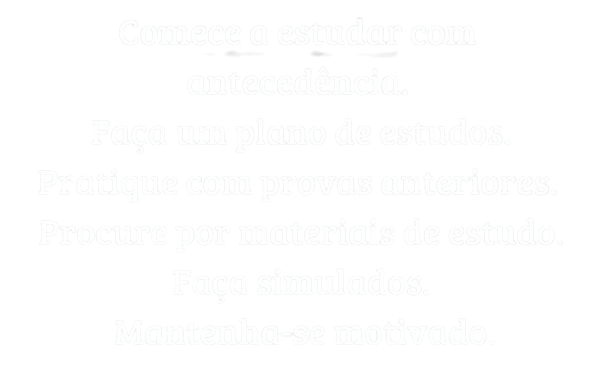 Comece a estudar com
antecedência.
Faça um plano de estudos.
Pratique com provas anteriores.
Procure por materiais de estudo.
Faça simulados.
Mantenha-se motivado.